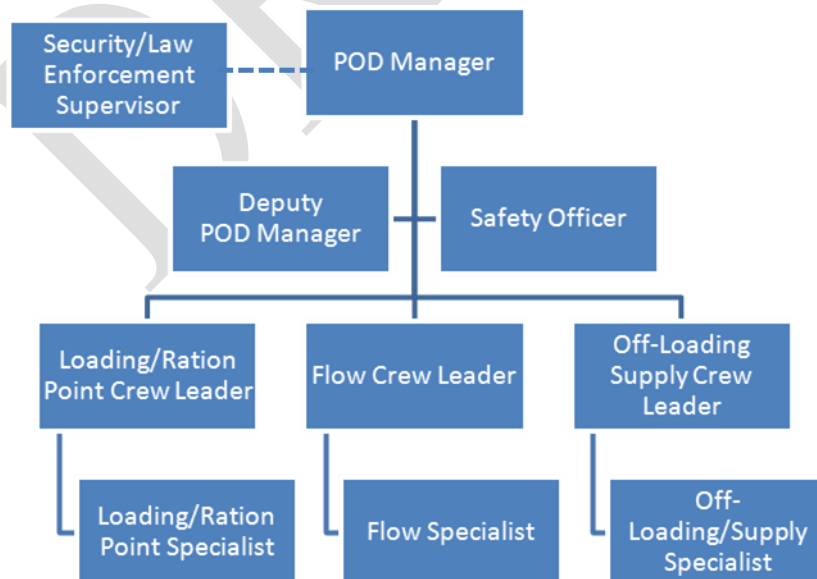 Security/Law
Enforcement
Supervisor
POD Manager
Deputy
POD Manager
Safety Officer
Loading/Ration
Point Crew Leader
Flow Crew Leader
Off-Loading
Supply Crew
Leader
Loading/Ration
Point Specialist
Flow Specialist
Off-
Loading/Supply
Specialist